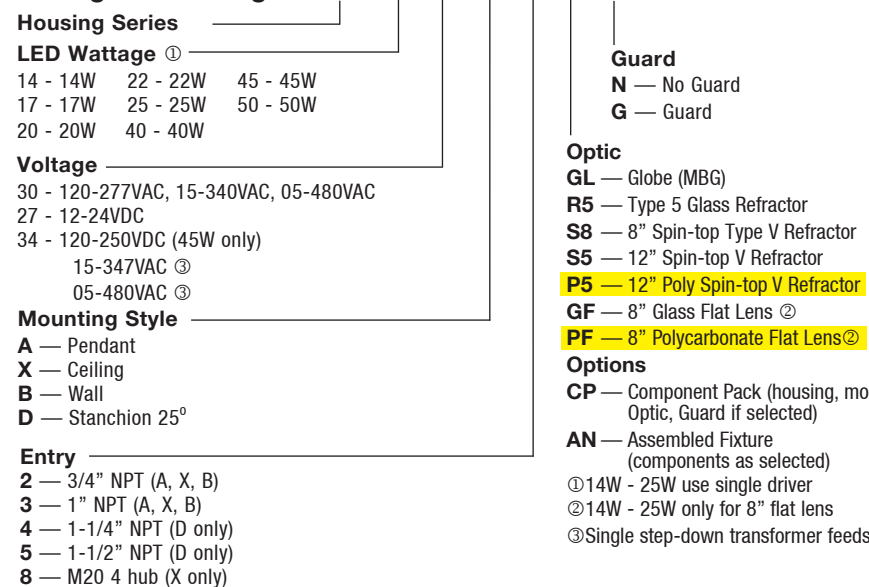 Housing Series
LED Wattage ①
14 - 14W 22 - 22W 45 - 45W
17 - 17W 25 - 25W 50 - 50W
20 - 20W 40 - 40W
Voltage
30 - 120-277VAC, 15-340VAC, 05-480VAC
27 - 12-24VDC
34 - 120-250VDC (45W only)
15-347VAC ③
05-480VAC ③
Mounting Style
A — Pendant
X — Ceiling
B — Wall
D — Stanchion 25⁰
Entry
2 — 3/4” NPT (A, X, B)
3 — 1” NPT (A, X, B)
4 — 1-1/4” NPT (D only)
5 — 1-1/2” NPT (D only)
8 — M20 4 hub (X only)
Guard
N — No Guard
G — Guard
Optic
GL — Globe (MBG)
R5 — Type 5 Glass Refractor
S8 — 8” Spin-top Type V Refractor
S5 — 12” Spin-top V Refractor
P5 — 12” Poly Spin-top V Refractor
GF — 8” Glass Flat Lens ②
PF — 8” Polycarbonate Flat Lens②
Options
CP — Component Pack (housing, mo
Optic, Guard if selected)
AN — Assembled Fixture
(components as selected)
①14W - 25W use single driver
②14W - 25W only for 8” flat lens
③Single step-down transformer feeds